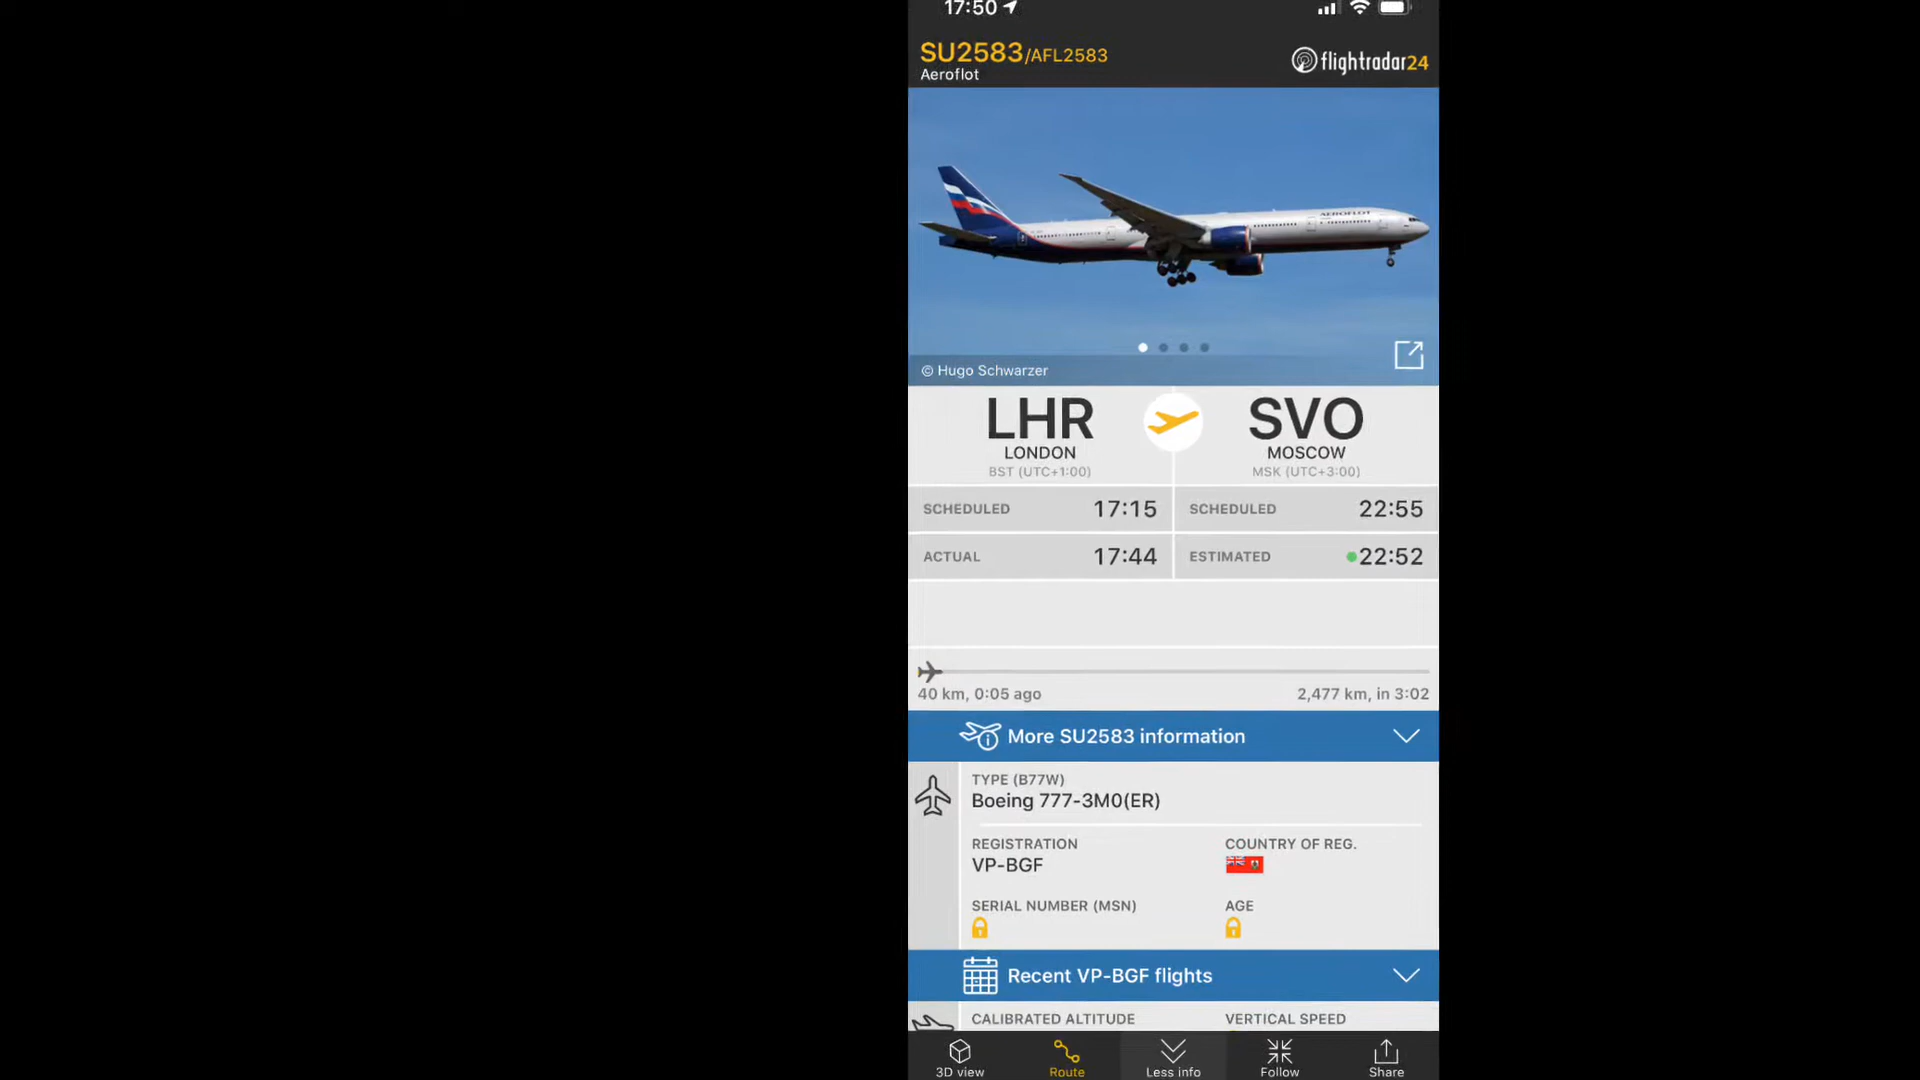 17:50
SU2583/AFL2583
Aeroflot
flightradar24
AEROFLOT
© Hugo Schwarzer
LHR
LONDON
BST (UTC+1:00)
SVO
MOSCOW
MSK (UTC+3:00)
SCHEDULED 17:15
SCHEDULED 22:55
ACTUAL 17:44
ESTIMATED 22:52
40 km, 0:05 ago
2,477 km, in 3:02
More SU2583 information
TYPE (B77W)
Boeing 777-3M0(ER)
REGISTRATION
VP-BGF
COUNTRY OF REG.
SERIAL NUMBER (MSN)
AGE
Recent VP-BGF flights
CALIBRATED ALTITUDE
VERTICAL SPEED
3D view
Route
Less info
Follow
Share